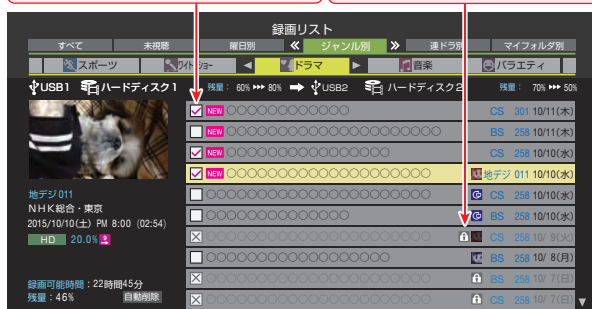 録画リスト
すべて 未視聴 曜日別 ≪ ジャンル別 ≫ 連ドラ別 マイフォルダ別
スポーツ ワイドショー ◀ ドラマ ▶ 音楽 バラエティ
USB1 ハードディスク1 残量: 60% ▸▸▸ 80% ➡ USB2 ハードディスク2 残量: 70% ▸▸▸ 50%
NEW ○○○○○○○○○○○○ CS 301 10/11(木)
NEW ○○○○○○○○○○○○○○○○○○○○○ BS 258 10/11(木)
NEW ○○○○○○○○○○○○○○○○ CS 258 10/10(水)
NEW ○○○○○○○○○○○○○○○○○○○○ 地デジ 011 10/10(水)
○○○○○○○○○○○○○○○○○○○○○○ CS 258 10/10(水)
○○○○○○○○○○○○○○ BS 258 10/10(水)
○○○○○○○○○○○○○○○○○○○○○○ CS 258 10/ 9(火)
○○○○○○○○○○○○○○○○○○ BS 258 10/ 8(月)
○○○○○○○○○○○○○○○○○○○○○○ BS 258 10/ 7(日)
○○○○○○○○○○○○○○○○○○○○○○ CS 258 10/ 7(日)
地デジ 011
NHK総合・東京
2015/10/10(土) PM 8:00 (02:54)
HD 20.0% 2
録画可能時間:22時間45分
残量:46% 自動削除